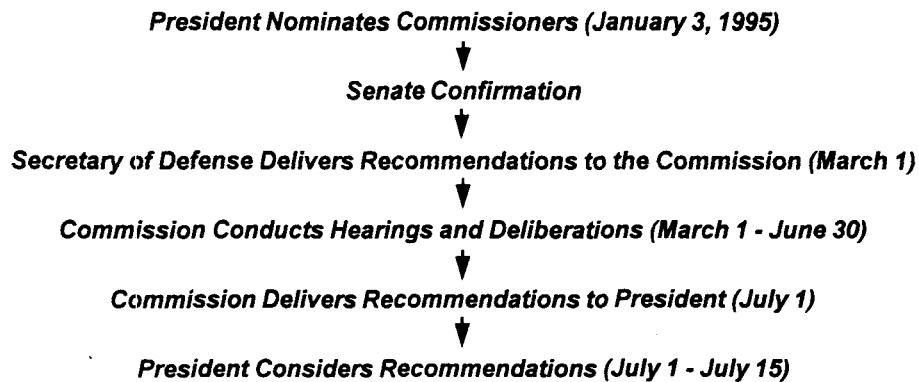 President Nominates Commissioners (January 3, 1995)
Senate Confirmation
Secretary of Defense Delivers Recommendations to the Commission (March 1)
Commission Conducts Hearings and Deliberations (March 1 - June 30)
Commission Delivers Recommendations to President (July 1)
President Considers Recommendations (July 1 - July 15)